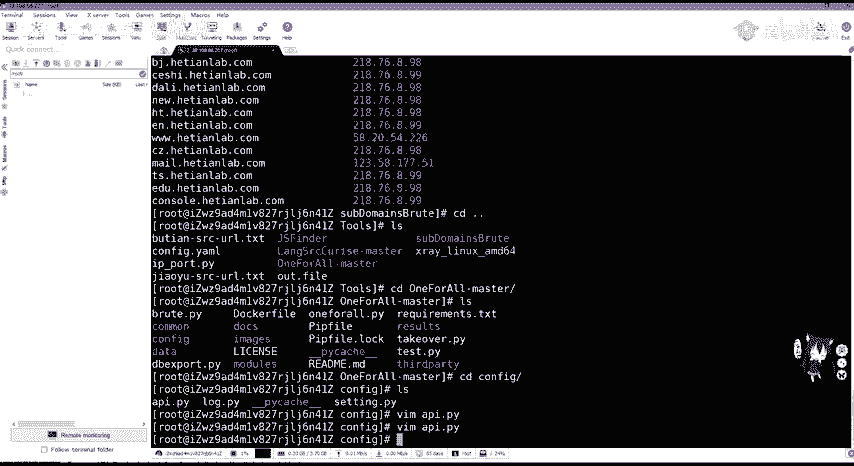 Terminal Sessions View X server Tools Games Settings Macros Help
Session Servers Tools Games Sessions View Split Tunneling Packages Settings Help Exit
Quick connect...
Name Size (KB)
bj.hetianlab.com 218.76.8.98
ceshi.hetianlab.com 218.76.8.99
dali.hetianlab.com 218.76.8.98
new.hetianlab.com 218.76.8.98
ht.hetianlab.com 218.76.8.98
en.hetianlab.com 218.76.8.99
www.hetianlab.com 58.20.54.226
cz.hetianlab.com 218.76.8.98
mail.hetianlab.com 123.58.177.51
ts.hetianlab.com 218.76.8.99
edu.hetianlab.com 218.76.8.98
console.hetianlab.com 218.76.8.99
[root@iZwz9ad4m1v827rjlj6n41Z subDomainsBrute]# cd ..
[root@iZwz9ad4m1v827rjlj6n41Z Tools]# ls
butian-src-url.txt JSFinder subDomainsBrute
config.yaml LangSrcCurise-master xray_linux_amd64
ip_port.py OneForAll-master
jiaoyu-src-url.txt out.file
[root@iZwz9ad4m1v827rjlj6n41Z Tools]# cd OneForAll-master/
[root@iZwz9ad4m1v827rjlj6n41Z OneForAll-master]# ls
brute.py Dockerfile oneforall.py requirements.txt
common docs Pipfile results
config images Pipfile.lock takeover.py
data LICENSE __pycache__ test.py
dbexport.py modules README.md thirdparty
[root@iZwz9ad4m1v827rjlj6n41Z OneForAll-master]# cd config/
[root@iZwz9ad4m1v827rjlj6n41Z config]# ls
api.py log.py __pycache__ setting.py
[root@iZwz9ad4m1v827rjlj6n41Z config]# vim api.py
[root@iZwz9ad4m1v827rjlj6n41Z config]# vim api.py
[root@iZwz9ad4m1v827rjlj6n41Z config]#
Remote monitoring
Follow terminal folder